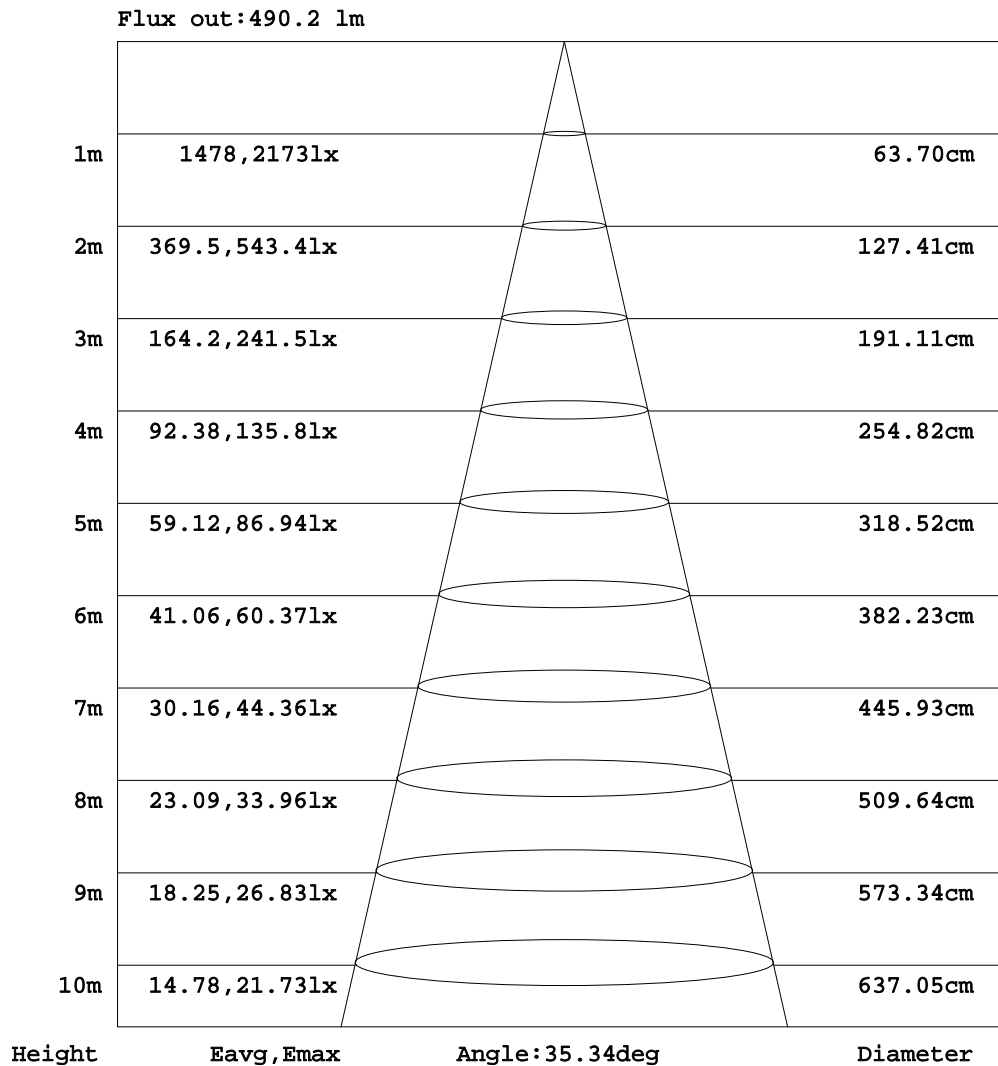 Flux out:490.2 lm
1m 1478,2173lx 63.70cm
2m 369.5,543.4lx 127.41cm
3m 164.2,241.5lx 191.11cm
4m 92.38,135.8lx 254.82cm
5m 59.12,86.94lx 318.52cm
6m 41.06,60.37lx 382.23cm
7m 30.16,44.36lx 445.93cm
8m 23.09,33.96lx 509.64cm
9m 18.25,26.83lx 573.34cm
10m 14.78,21.73lx 637.05cm
Height Eavg,Emax Angle:35.34deg Diameter